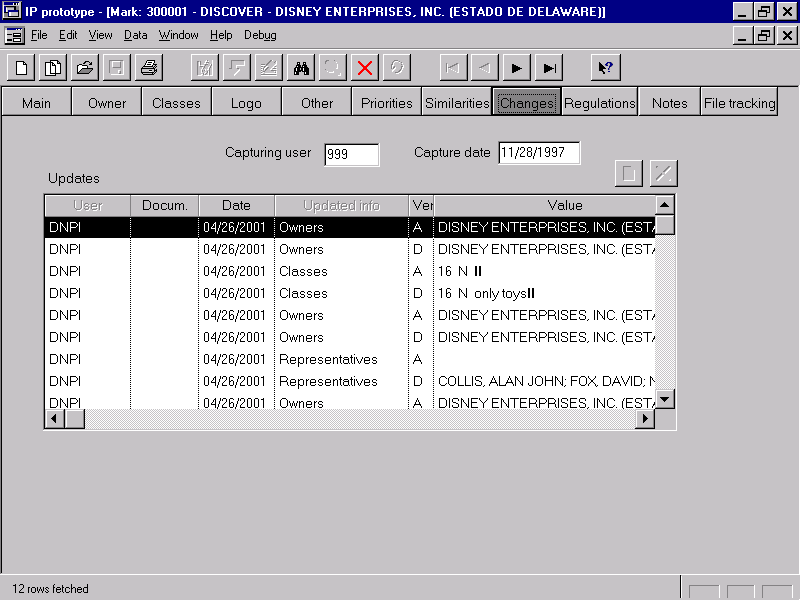 IP prototype - [Mark: 300001 - DISCOVER - DISNEY ENTERPRISES, INC. (ESTADO DE DELAWARE)]
File Edit View Data Window Help Debug
Main Owner Classes Logo Other Priorities Similarities Changes Regulations Notes File tracking
Capturing user 999 Capture date 11/28/1997
Updates
User Docum. Date Updated info Ver Value
DNPI 04/26/2001 Owners A DISNEY ENTERPRISES, INC. (ESTA
DNPI 04/26/2001 Owners D DISNEY ENTERPRISES, INC. (ESTA
DNPI 04/26/2001 Classes A 16 N ||
DNPI 04/26/2001 Classes D 16 N only toys||
DNPI 04/26/2001 Owners A DISNEY ENTERPRISES, INC. (ESTA
DNPI 04/26/2001 Owners D DISNEY ENTERPRISES, INC. (ESTA
DNPI 04/26/2001 Representatives A
DNPI 04/26/2001 Representatives D COLLIS, ALAN JOHN; FOX, DAVID;
DNPI 04/26/2001 Owners A DISNEY ENTERPRISES, INC. (ESTA
12 rows fetched